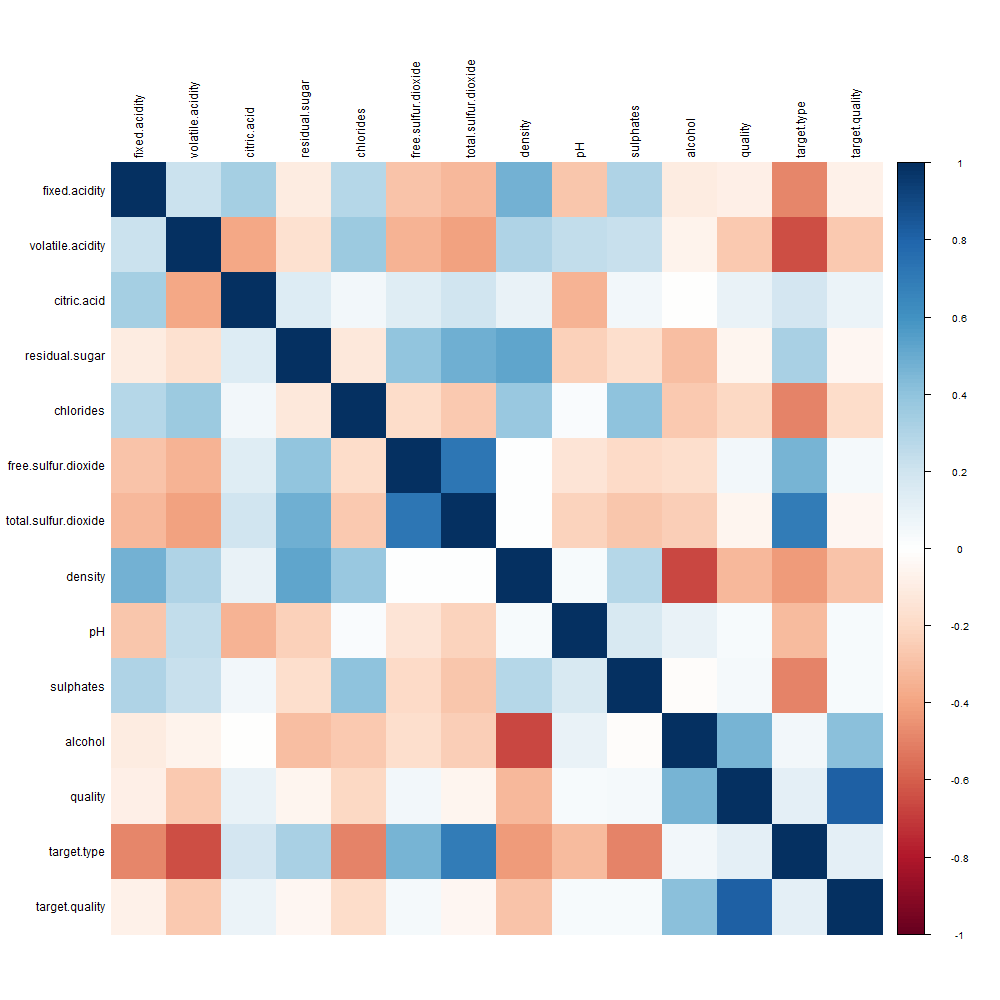 fixed.acidity
volatile.acidity
citric.acid
residual.sugar
chlorides
free.sulfur.dioxide
total.sulfur.dioxide
density
pH
sulphates
alcohol
quality
target.type
target.quality
fixed.acidity
volatile.acidity
citric.acid
residual.sugar
chlorides
free.sulfur.dioxide
total.sulfur.dioxide
density
pH
sulphates
alcohol
quality
target.type
target.quality
1
0.8
0.6
0.4
0.2
0
-0.2
-0.4
-0.6
-0.8
-1